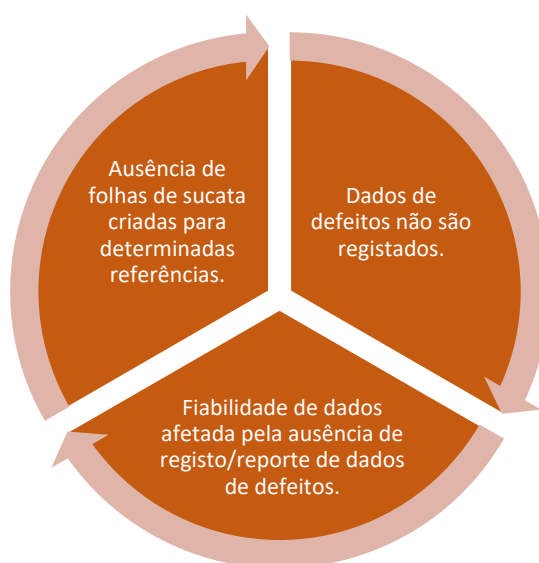 Ausência de
folhas de sucata
criadas para
determinadas
referências.
Dados de
defeitos não são
registados.
Fiabilidade de dados
afetada pela ausência de
registo/reporte de dados
de defeitos.